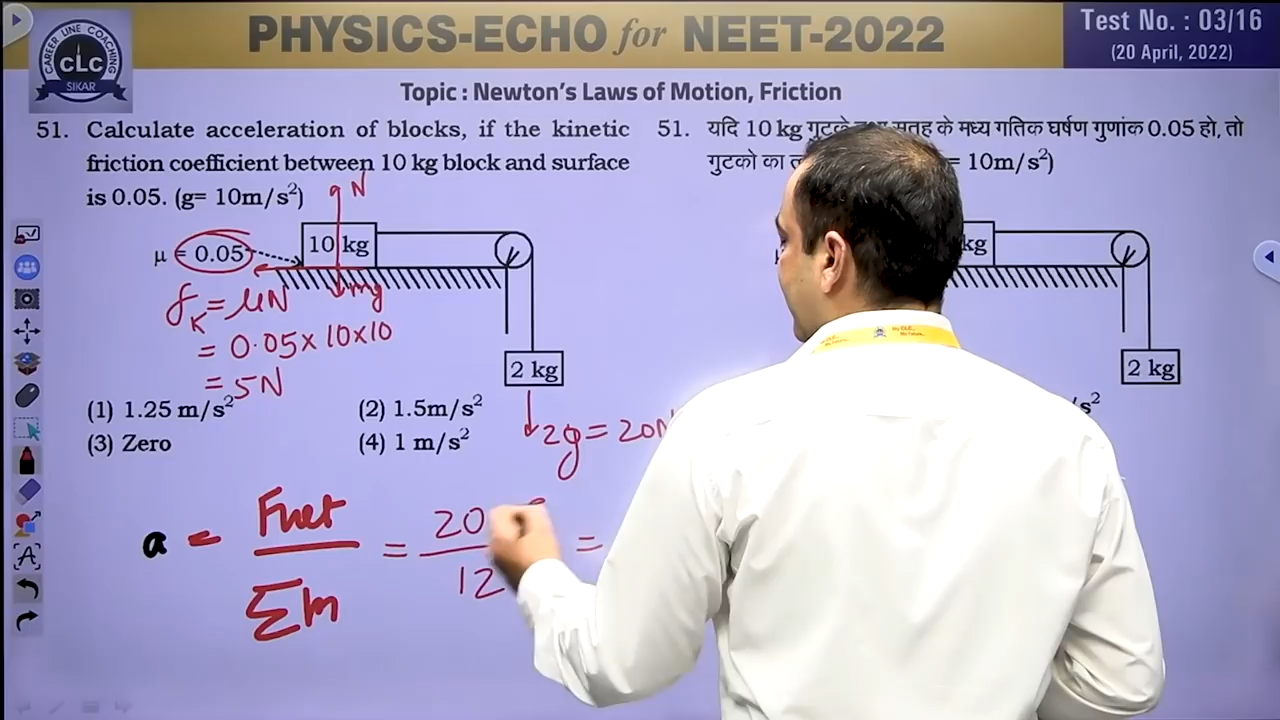 PHYSICS-ECHO for NEET-2022
Test No. : 03/16
(20 April, 2022)
CAREER LINE COACHING
CLC
SIKAR
Topic : Newton's Laws of Motion, Friction
51. Calculate acceleration of blocks, if the kinetic
friction coefficient between 10 kg block and surface
is 0.05. (g= 10m/s²)
N
μ = 0.05
10 kg
mg
f_K = μN
= 0.05 × 10 × 10
= 5N
2 kg
2g = 20N
(1) 1.25 m/s²
(2) 1.5m/s²
(3) Zero
(4) 1 m/s²
a = Fnet / Σm = 20 / 12 =
51. यदि 10 kg गुटके सतह के मध्य गतिक घर्षण गुणांक 0.05 हो, तो
गुटको का = 10m/s²)
kg
2 kg
s²